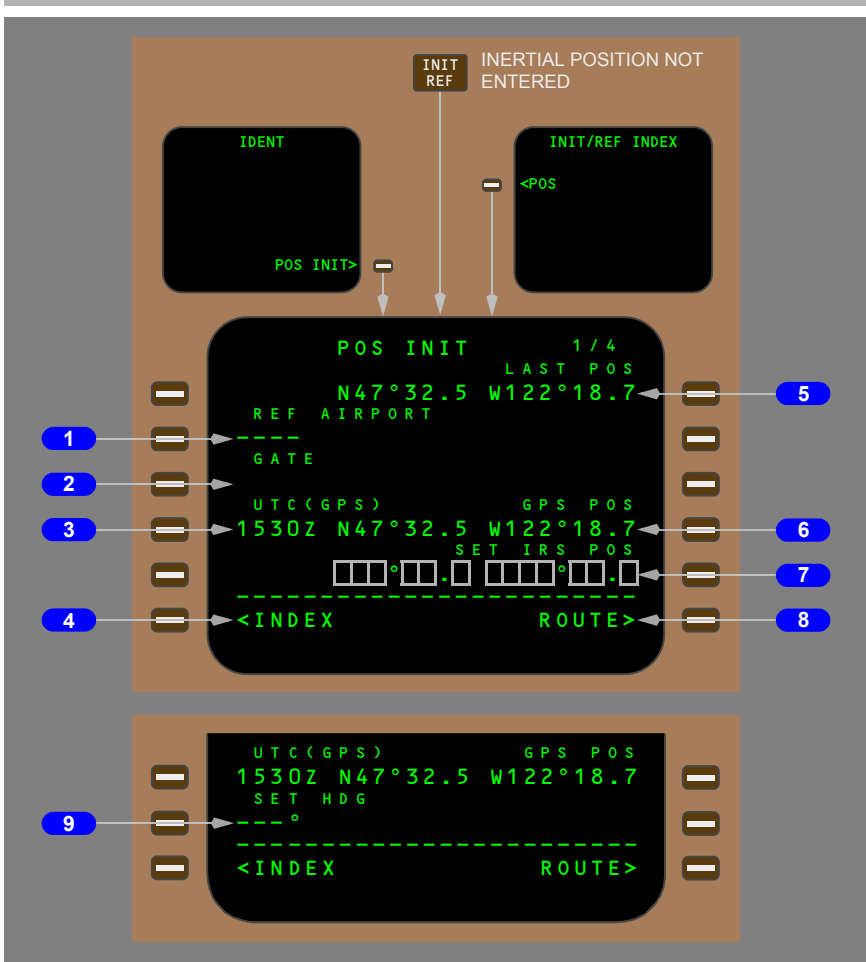 INIT
REF
INERTIAL POSITION NOT
ENTERED
IDENT
POS INIT>
INIT/REF INDEX
<POS
POS INIT 1/4
LAST POS
N47°32.5 W122°18.7
5
REF AIRPORT
1
----
GATE
2
UTC(GPS) GPS POS
3
1530Z N47°32.5 W122°18.7
6
SET IRS POS
□□□°□□.□ □□□□°□□.□
7
------------------------
4
<INDEX ROUTE>
8
UTC(GPS) GPS POS
1530Z N47°32.5 W122°18.7
SET HDG
9
---°
------------------------
<INDEX ROUTE>